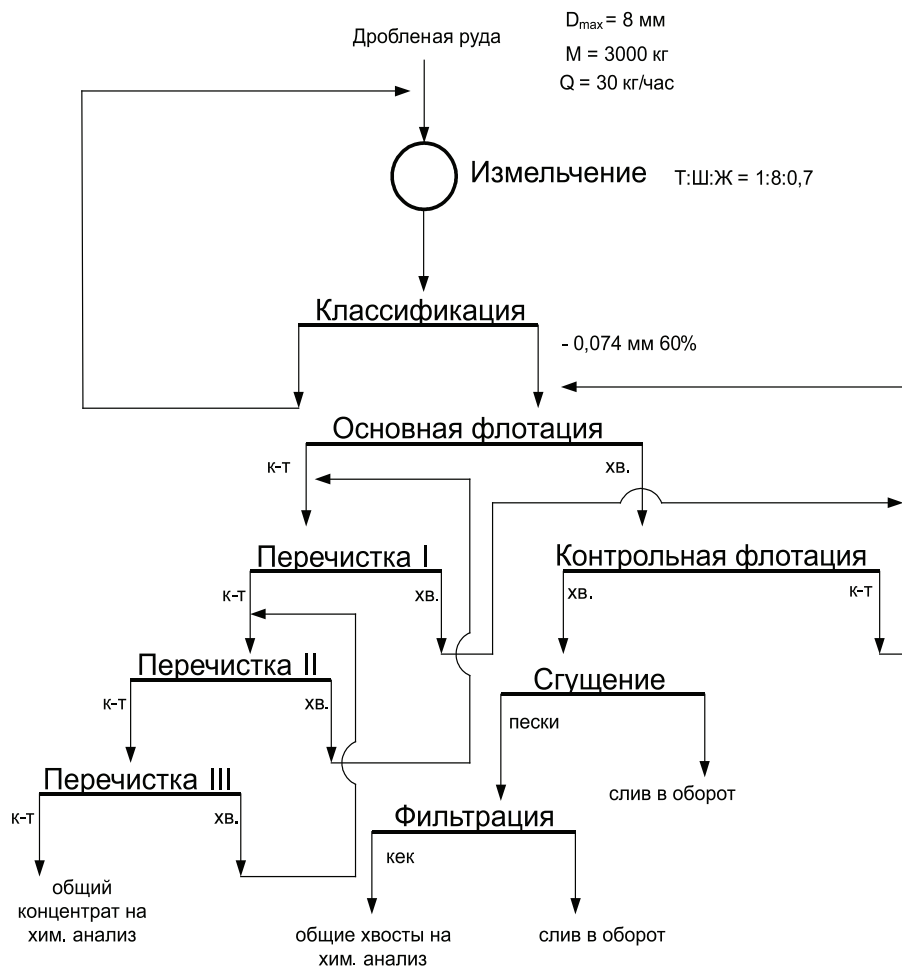 Дробленая руда
Dmax = 8 мм
М = 3000 кг
Q = 30 кг/час
Измельчение
Т:Ш:Ж = 1:8:0,7
Классификация
- 0,074 мм 60%
Основная флотация
к-т
хв.
Перечистка I
Контрольная флотация
к-т
хв.
хв.
к-т
Перечистка II
Сгущение
к-т
хв.
пески
Перечистка III
слив в оборот
к-т
хв.
Фильтрация
кек
общий
концентрат на
хим. анализ
общие хвосты на
хим. анализ
слив в оборот